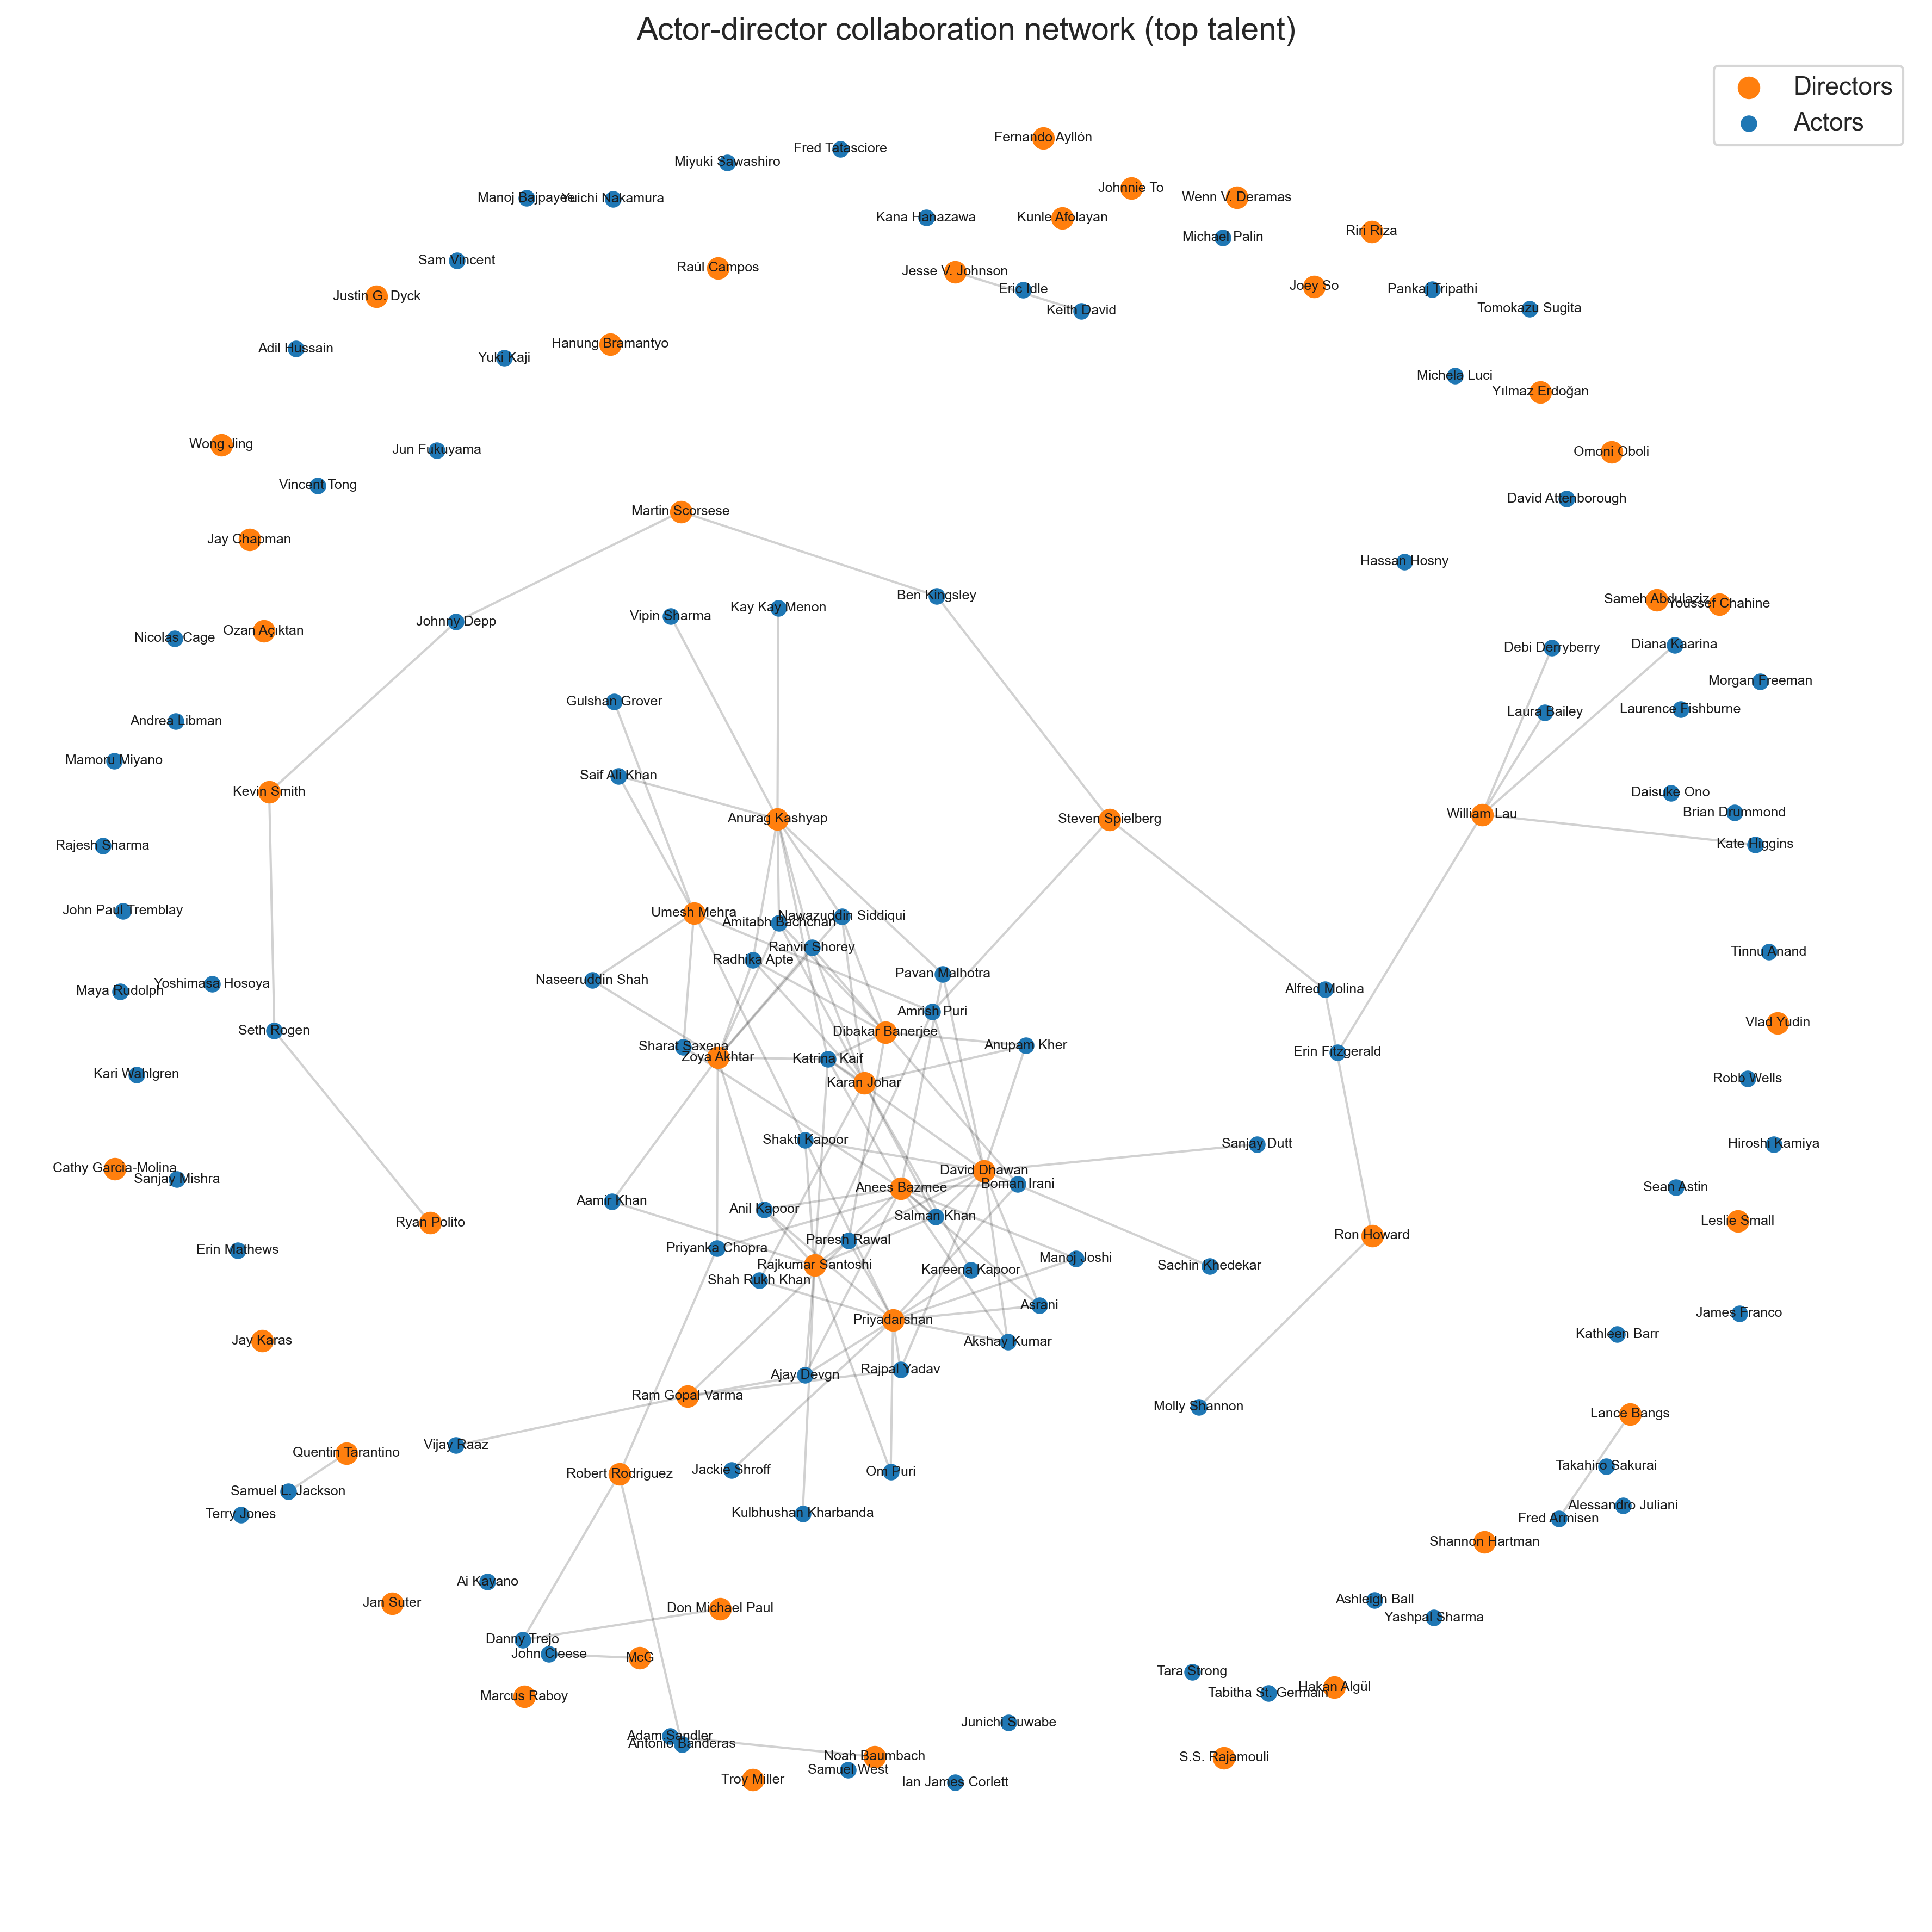 Actor-director collaboration network (top talent)
Directors
Actors
Fernando Ayllón
Fred Tatasciore
Miyuki Sawashiro
Johnnie To
Wenn V. Deramas
Manoj Bajpayee
Yuichi Nakamura
Kana Hanazawa
Kunle Afolayan
Michael Palin
Riri Riza
Sam Vincent
Raúl Campos
Jesse V. Johnson
Joey So
Eric Idle
Pankaj Tripathi
Justin G. Dyck
Keith David
Tomokazu Sugita
Adil Hussain
Hanung Bramantyo
Yuki Kaji
Michela Luci
Yılmaz Erdoğan
Wong Jing
Jun Fukuyama
Omoni Oboli
Vincent Tong
David Attenborough
Martin Scorsese
Jay Chapman
Hassan Hosny
Ben Kingsley
Sameh Abdulaziz
Youssef Chahine
Kay Kay Menon
Vipin Sharma
Johnny Depp
Ozan Açıktan
Nicolas Cage
Debi Derryberry
Diana Kaarina
Morgan Freeman
Gulshan Grover
Laura Bailey
Laurence Fishburne
Andrea Libman
Mamoru Miyano
Saif Ali Khan
Kevin Smith
Daisuke Ono
Brian Drummond
Anurag Kashyap
Steven Spielberg
William Lau
Rajesh Sharma
Kate Higgins
John Paul Tremblay
Umesh Mehra
Nawazuddin Siddiqui
Amitabh Bachchan
Ranvir Shorey
Radhika Apte
Tinnu Anand
Pavan Malhotra
Naseeruddin Shah
Yoshimasa Hosoya
Maya Rudolph
Alfred Molina
Amrish Puri
Vlad Yudin
Seth Rogen
Dibakar Banerjee
Sharat Saxena
Anupam Kher
Erin Fitzgerald
Zoya Akhtar
Katrina Kaif
Kari Wahlgren
Karan Johar
Robb Wells
Shakti Kapoor
Sanjay Dutt
Hiroshi Kamiya
Cathy Garcia-Molina
Sanjay Mishra
David Dhawan
Boman Irani
Anees Bazmee
Sean Astin
Aamir Khan
Anil Kapoor
Salman Khan
Ryan Polito
Leslie Small
Erin Mathews
Priyanka Chopra
Paresh Rawal
Ron Howard
Manoj Joshi
Rajkumar Santoshi
Sachin Khedekar
Kareena Kapoor
Shah Rukh Khan
Asrani
James Franco
Priyadarshan
Kathleen Barr
Jay Karas
Akshay Kumar
Rajpal Yadav
Ajay Devgn
Ram Gopal Varma
Molly Shannon
Lance Bangs
Vijay Raaz
Quentin Tarantino
Takahiro Sakurai
Robert Rodriguez
Jackie Shroff
Om Puri
Samuel L. Jackson
Alessandro Juliani
Terry Jones
Kulbhushan Kharbanda
Fred Armisen
Shannon Hartman
Ai Kayano
Jan Suter
Ashleigh Ball
Don Michael Paul
Yashpal Sharma
Danny Trejo
John Cleese
McG
Tara Strong
Hakan Algül
Tabitha St. Germain
Marcus Raboy
Junichi Suwabe
Adam Sandler
Antonio Banderas
Noah Baumbach
S.S. Rajamouli
Samuel West
Troy Miller
Ian James Corlett